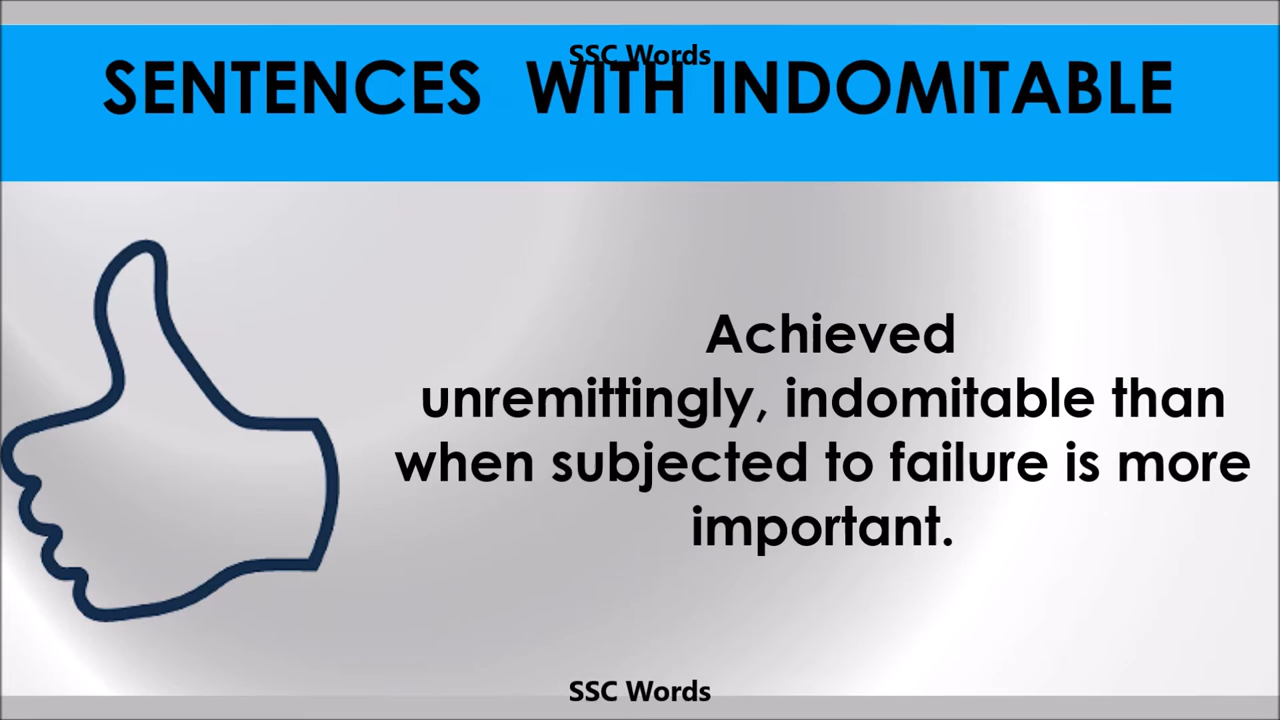 SSC Words
SENTENCES WITH INDOMITABLE
Achieved
unremittingly, indomitable than
when subjected to failure is more
important.
SSC Words